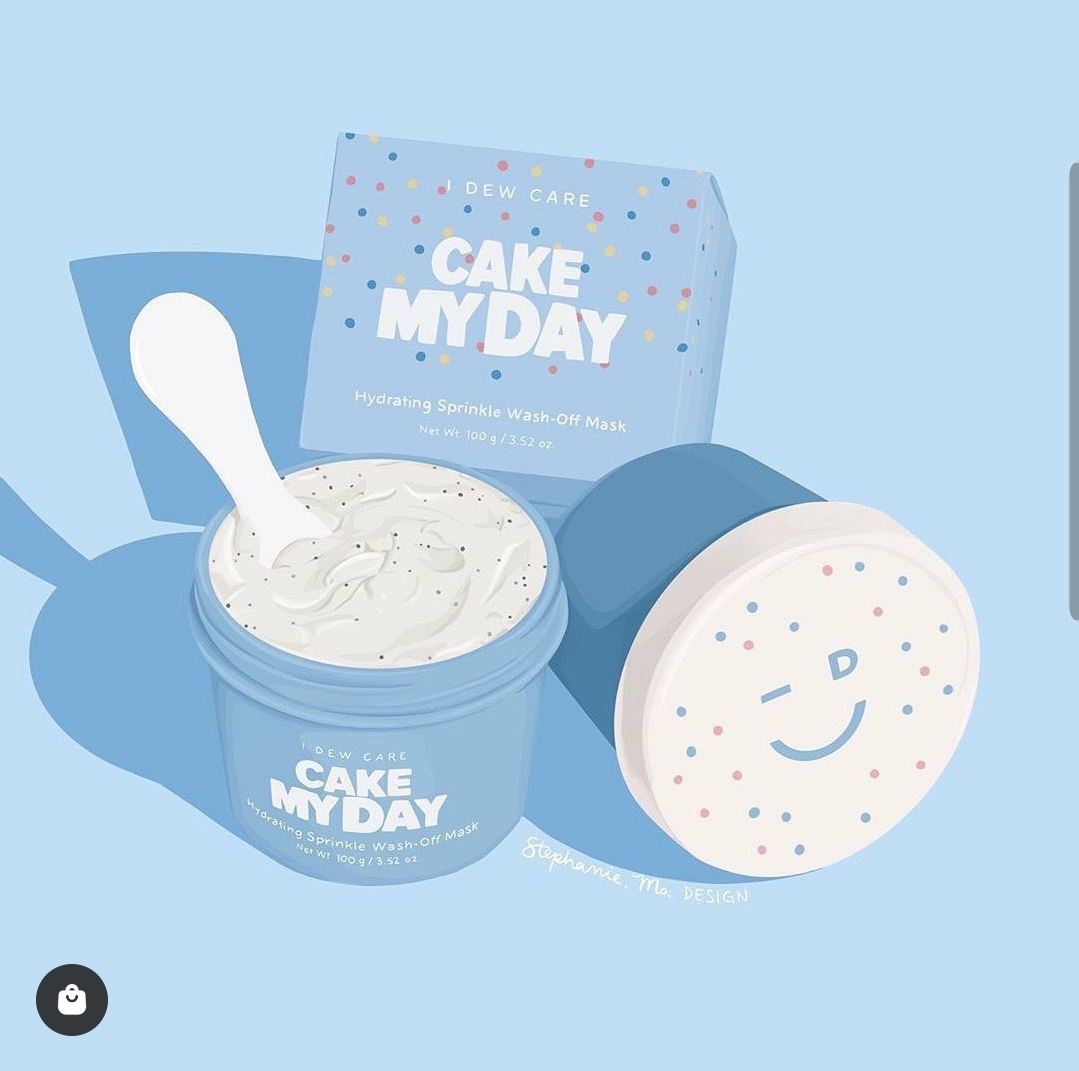 I DEW CARE
CAKE
MY DAY
Hydrating Sprinkle Wash-Off Mask
Net Wt. 100 g / 3.52 oz.
I DEW CARE
CAKE
MY DAY
Hydrating Sprinkle Wash-Off Mask
Net Wt 100 g / 3.52 oz
I D
Stephanie. Mo. DESIGN